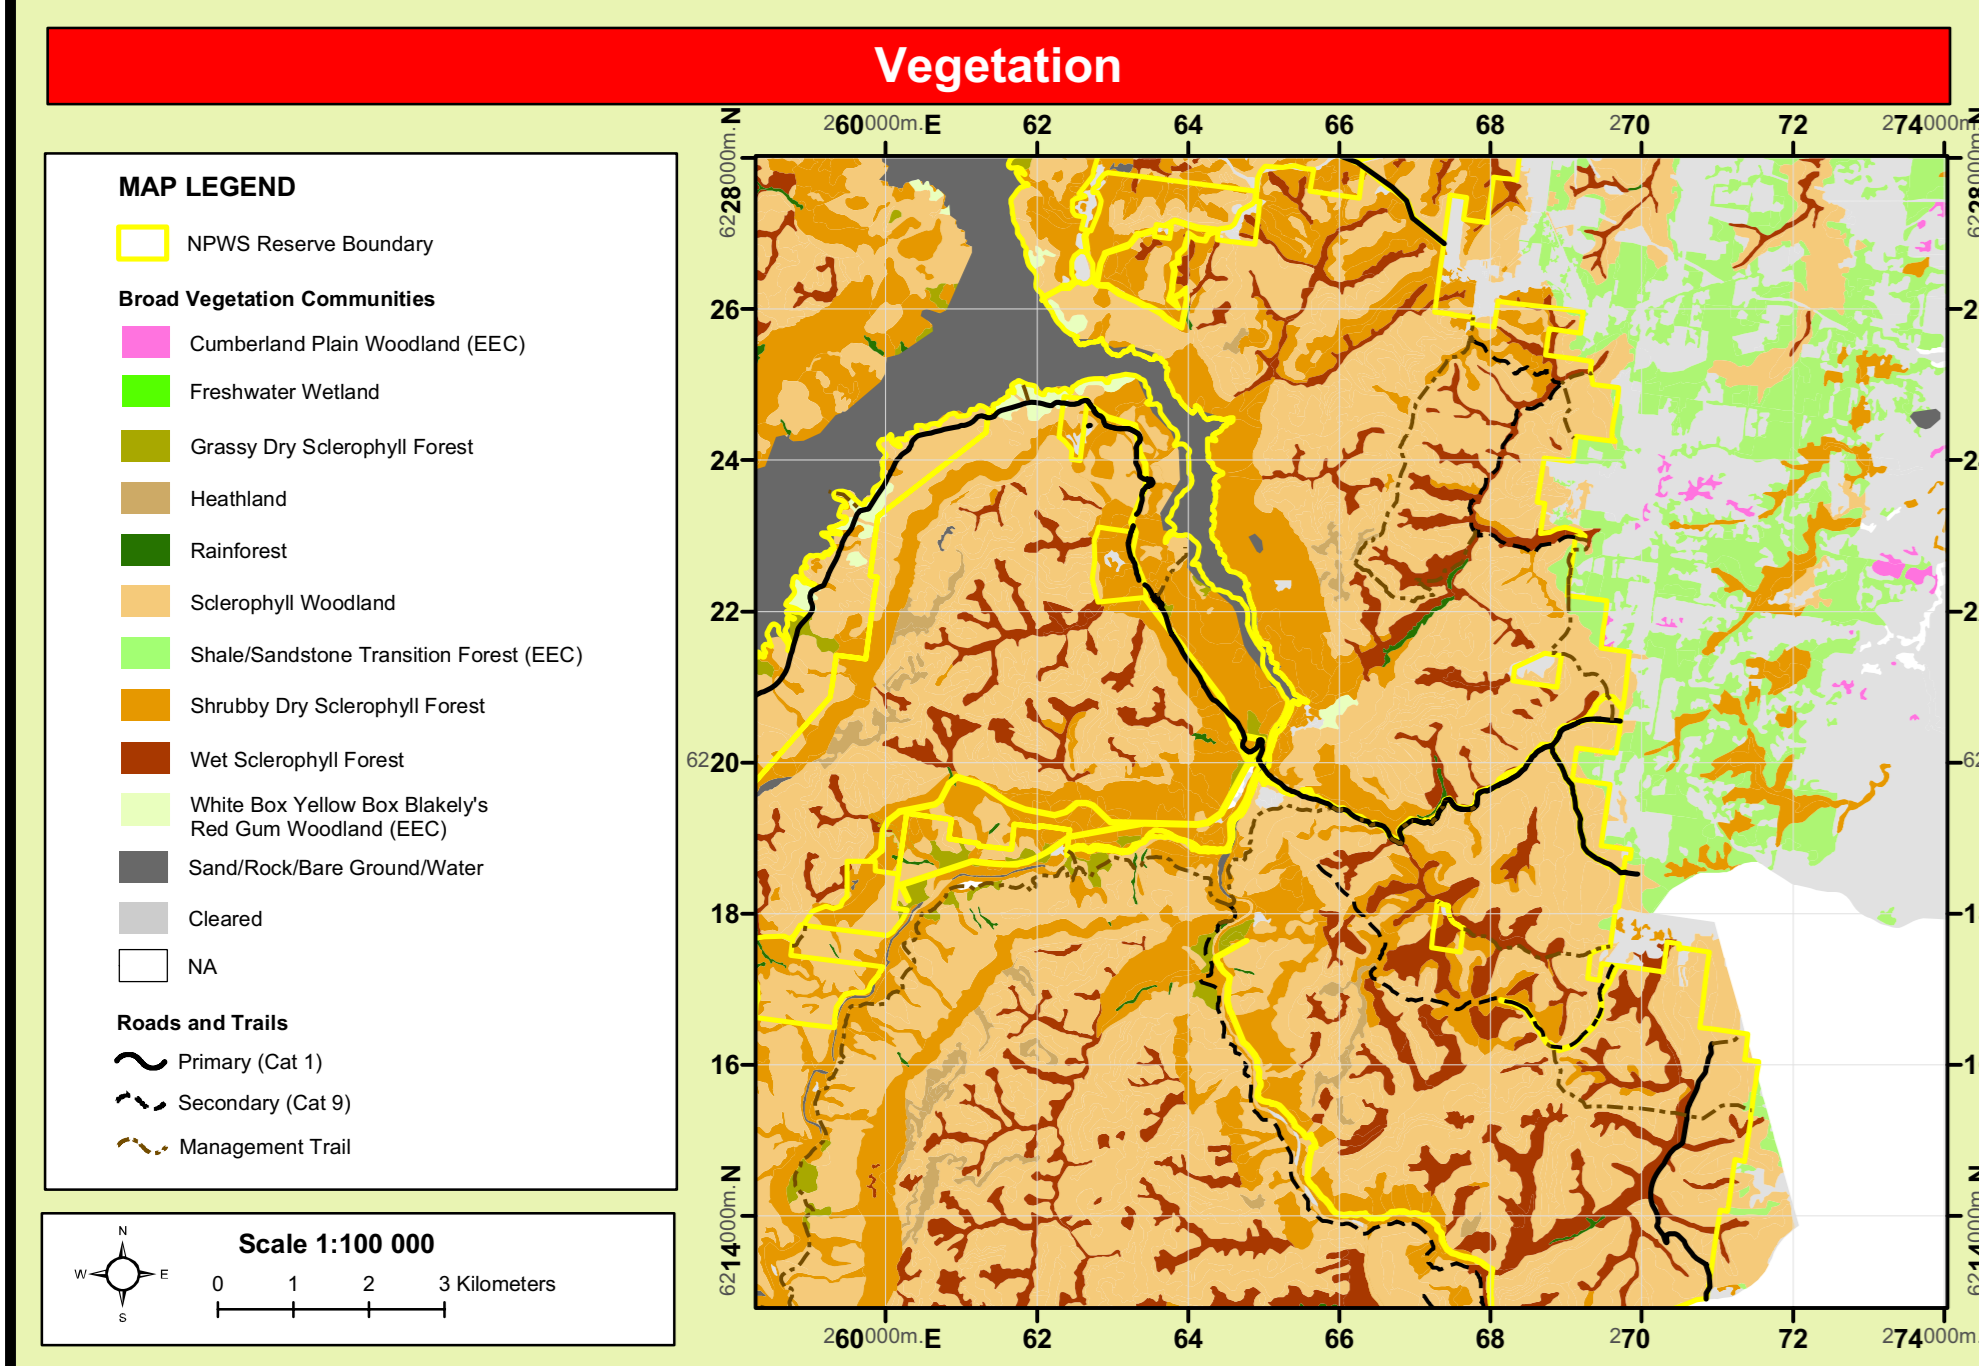 Vegetation
MAP LEGEND
NPWS Reserve Boundary
Broad Vegetation Communities
Cumberland Plain Woodland (EEC)
Freshwater Wetland
Grassy Dry Sclerophyll Forest
Heathland
Rainforest
Sclerophyll Woodland
Shale/Sandstone Transition Forest (EEC)
Shrubby Dry Sclerophyll Forest
Wet Sclerophyll Forest
White Box Yellow Box Blakely's
Red Gum Woodland (EEC)
Sand/Rock/Bare Ground/Water
Cleared
NA
Roads and Trails
Primary (Cat 1)
Secondary (Cat 9)
Management Trail
N
W E
S
Scale 1:100 000
0 1 2 3 Kilometers
260000m.E 62 64 66 68 270 72 274000m.
6228000m.N
26
24
22
6220
18
16
6214000m.N
260000m.E 62 64 66 68 270 72 274000m.